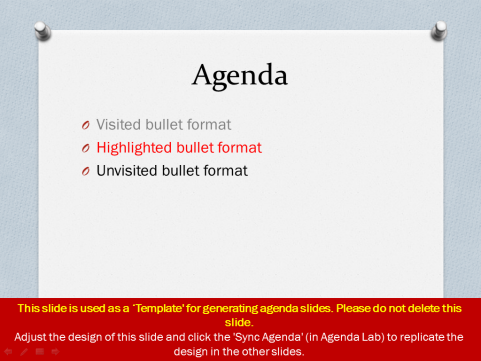 Agenda
Visited bullet format
Highlighted bullet format
Unvisited bullet format
This slide is used as a 'Template' for generating agenda slides. Please do not delete this
slide.
Adjust the design of this slide and click the 'Sync Agenda' (in Agenda Lab) to replicate the
design in the other slides.